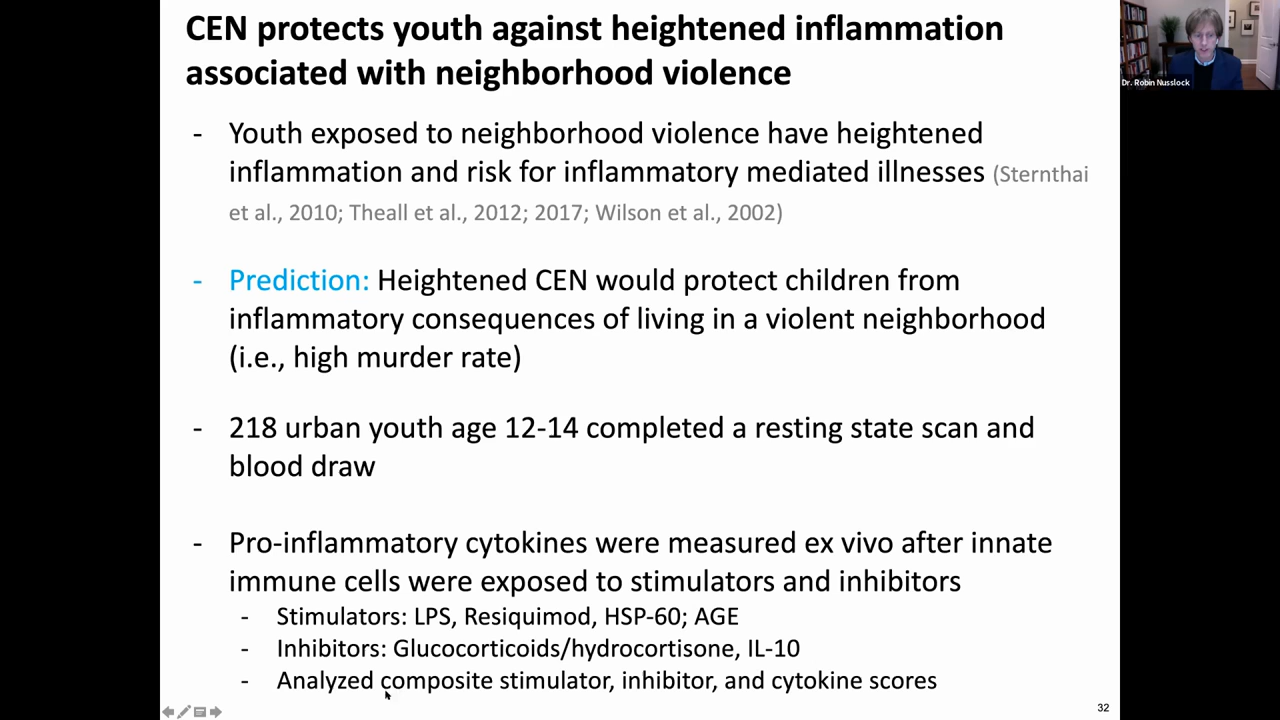 CEN protects youth against heightened inflammation
associated with neighborhood violence
- Youth exposed to neighborhood violence have heightened
inflammation and risk for inflammatory mediated illnesses (Sternthai
et al., 2010; Theall et al., 2012; 2017; Wilson et al., 2002)
- Prediction: Heightened CEN would protect children from
inflammatory consequences of living in a violent neighborhood
(i.e., high murder rate)
- 218 urban youth age 12-14 completed a resting state scan and
blood draw
- Pro-inflammatory cytokines were measured ex vivo after innate
immune cells were exposed to stimulators and inhibitors
- Stimulators: LPS, Resiquimod, HSP-60; AGE
- Inhibitors: Glucocorticoids/hydrocortisone, IL-10
- Analyzed composite stimulator, inhibitor, and cytokine scores
32
Dr. Robin Nusslock